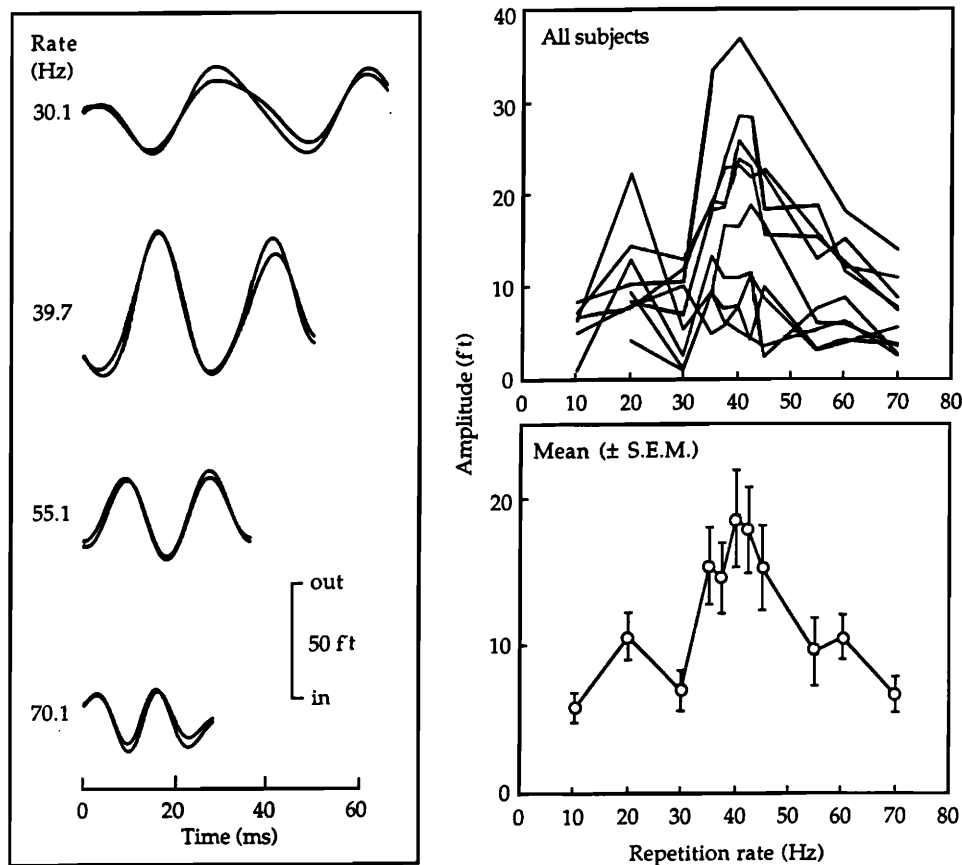 Rate
(Hz)
30.1
39.7
55.1
70.1
out
50 f't
in
0 20 40 60
Time (ms)
Amplitude (f't)
All subjects
40
30
20
10
0
0 10 20 30 40 50 60 70 80
Mean (± S.E.M.)
20
10
0
0 10 20 30 40 50 60 70 80
Repetition rate (Hz)